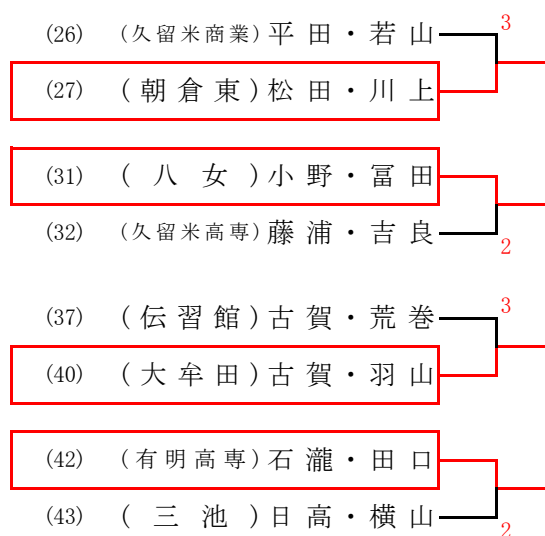 (26) (久留米商業) 平田・若山 3
(27) (朝倉東) 松田・川上
(31) (八女) 小野・冨田
(32) (久留米高専) 藤浦・吉良 2
(37) (伝習館) 古賀・荒巻 3
(40) (大牟田) 古賀・羽山
(42) (有明高専) 石瀧・田口
(43) (三池) 日高・横山 2